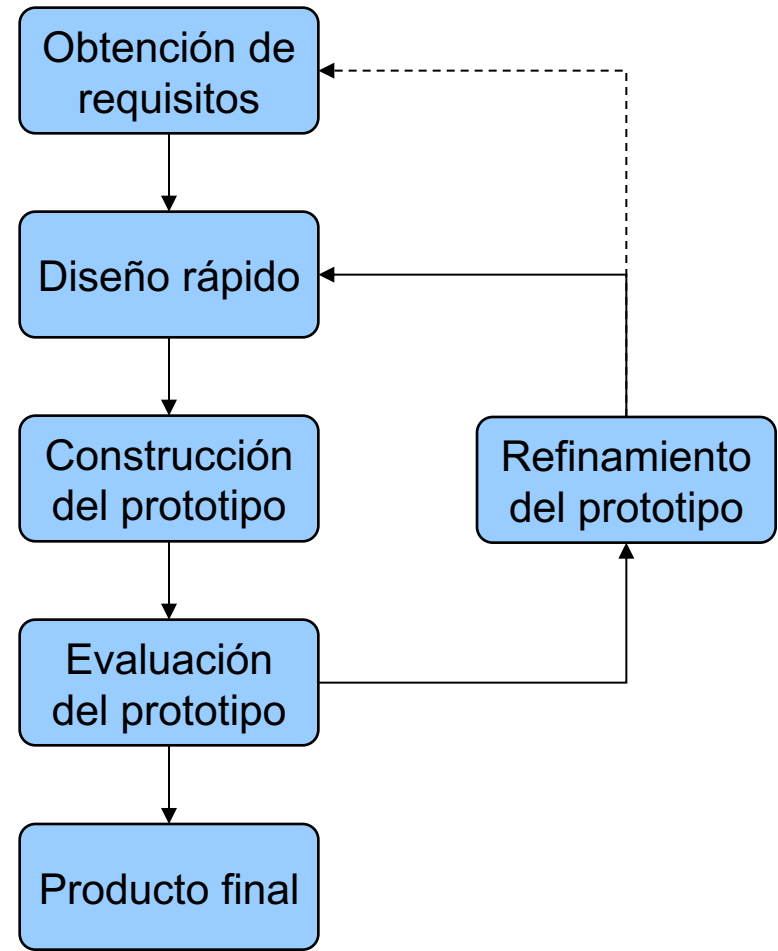 Obtención de
requisitos
Diseño rápido
Construcción
del prototipo
Refinamiento
del prototipo
Evaluación
del prototipo
Producto final